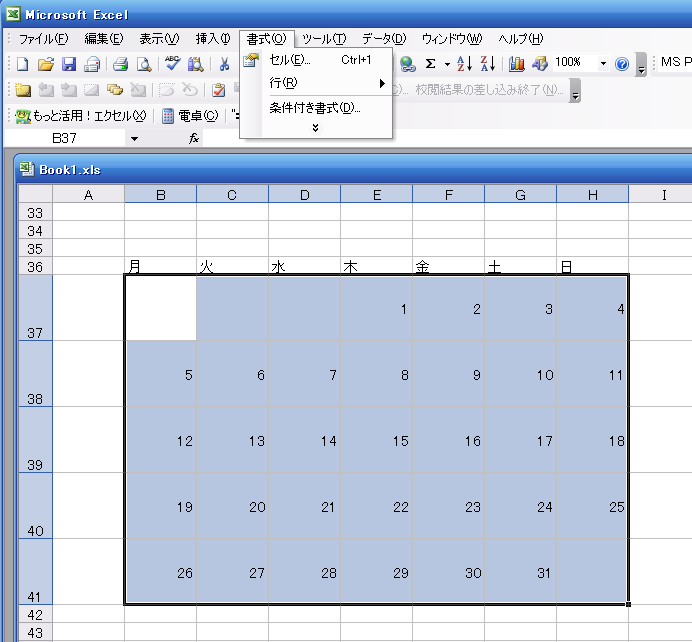 Microsoft Excel
ファイル(F) 編集(E) 表示(V) 挿入(I) 書式(O) ツール(T) データ(D) ウィンドウ(W) ヘルプ(H)
セル(E)... Ctrl+1
行(R)
条件付き書式(D)...
Σ 100% MS P
校閲結果の差し込み終了(N)...
もっと活用！エクセル(X) 電卓(C)
B37 fx
Book1.xls
A B C D E F G H I
33
34
35
36 月 火 水 木 金 土 日
37 1 2 3 4
38 5 6 7 8 9 10 11
39 12 13 14 15 16 17 18
40 19 20 21 22 23 24 25
41 26 27 28 29 30 31
42
43